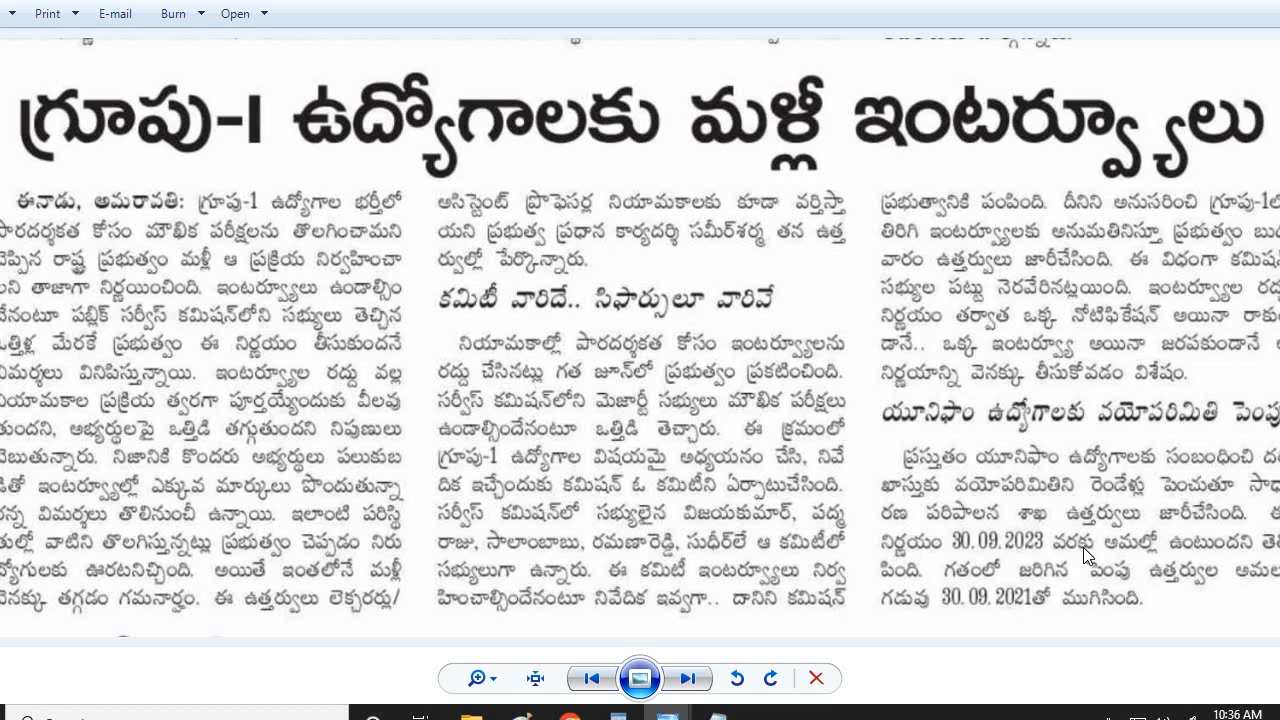 Print
E-mail
Burn
Open
గ్రూపు-I ఉద్యోగాలకు మళ్లీ ఇంటర్వ్యూలు
ఈనాడు, అమరావతి: గ్రూపు-1 ఉద్యోగాల భర్తీలో
పారదర్శకత కోసం మౌఖిక పరీక్షలను తొలగించామని
చెప్పిన రాష్ట్ర ప్రభుత్వం మళ్లీ ఆ ప్రక్రియ నిర్వహించా
లని తాజాగా నిర్ణయించింది. ఇంటర్వ్యూలు ఉండాల్సిం
దేనంటూ పబ్లిక్ సర్వీస్ కమిషన్‌లోని సభ్యులు తెచ్చిన
ఒత్తిళ్ల మేరకే ప్రభుత్వం ఈ నిర్ణయం తీసుకుందనే
విమర్శలు వినిపిస్తున్నాయి. ఇంటర్వ్యూల రద్దు వల్ల
నియామకాల ప్రక్రియ త్వరగా పూర్తయ్యేందుకు వీలవు
తుందని, అభ్యర్థులపై ఒత్తిడి తగ్గుతుందని నిపుణులు
చెబుతున్నారు. నిజానికి కొందరు అభ్యర్థులు పలుకుబ
డితో ఇంటర్వ్యూల్లో ఎక్కువ మార్కులు పొందుతున్నా
రన్న విమర్శలు తొలినుంచీ ఉన్నాయి. ఇలాంటి పరిస్థి
తుల్లో వాటిని తొలగిస్తున్నట్లు ప్రభుత్వం చెప్పడం నిరు
ద్యోగులకు ఊరటనిచ్చింది. అయితే ఇంతలోనే మళ్లీ
వెనక్కు తగ్గడం గమనార్హం. ఈ ఉత్తర్వులు లెక్చరర్లు/
అసిస్టెంట్ ప్రొఫెసర్ల నియామకాలకు కూడా వర్తిస్తా
యని ప్రభుత్వ ప్రధాన కార్యదర్శి సమీర్‌శర్మ తన ఉత్త
ర్వుల్లో పేర్కొన్నారు.
కమిటీ వారిదే.. సిఫార్సులూ వారివే
నియామకాల్లో పారదర్శకత కోసం ఇంటర్వ్యూలను
రద్దు చేసినట్లు గత జూన్‌లో ప్రభుత్వం ప్రకటించింది.
సర్వీస్ కమిషన్‌లోని మెజార్టీ సభ్యులు మౌఖిక పరీక్షలు
ఉండాల్సిందేనంటూ ఒత్తిడి తెచ్చారు. ఈ క్రమంలో
గ్రూపు-1 ఉద్యోగాల విషయమై అధ్యయనం చేసి, నివే
దిక ఇచ్చేందుకు కమిషన్ ఓ కమిటీని ఏర్పాటుచేసింది.
సర్వీస్ కమిషన్‌లో సభ్యులైన విజయకుమార్, పద్మ
రాజు, సాలాంబాబు, రమణారెడ్డి, సుధీర్‌లే ఆ కమిటీలో
సభ్యులుగా ఉన్నారు. ఈ కమిటీ ఇంటర్వ్యూలు నిర్వ
హించాల్సిందేనంటూ నివేదిక ఇవ్వగా.. దానిని కమిషన్
ప్రభుత్వానికి పంపింది. దీనిని అనుసరించి గ్రూపు-1లో
తిరిగి ఇంటర్వ్యూలకు అనుమతినిస్తూ ప్రభుత్వం బుధ
వారం ఉత్తర్వులు జారీచేసింది. ఈ విధంగా కమిషన్
సభ్యుల పట్టు నెరవేరినట్లయింది. ఇంటర్వ్యూల రద్దు
నిర్ణయం తర్వాత ఒక్క నోటిఫికేషన్ అయినా రాకుం
డానే.. ఒక్క ఇంటర్వ్యూ అయినా జరపకుండానే
నిర్ణయాన్ని వెనక్కు తీసుకోవడం విశేషం.
యూనిఫాం ఉద్యోగాలకు వయోపరిమితి పెంపు
ప్రస్తుతం యూనిఫాం ఉద్యోగాలకు సంబంధించి దర
ఖాస్తుకు వయోపరిమితిని రెండేళ్లు పెంచుతూ సాధా
రణ పరిపాలన శాఖ ఉత్తర్వులు జారీచేసింది. ఈ
నిర్ణయం 30.09.2023 వరకు అమల్లో ఉంటుందని తెలి
పింది. గతంలో జరిగిన పెంపు ఉత్తర్వుల అమలు
గడువు 30.09.2021తో ముగిసింది.
10:36 AM